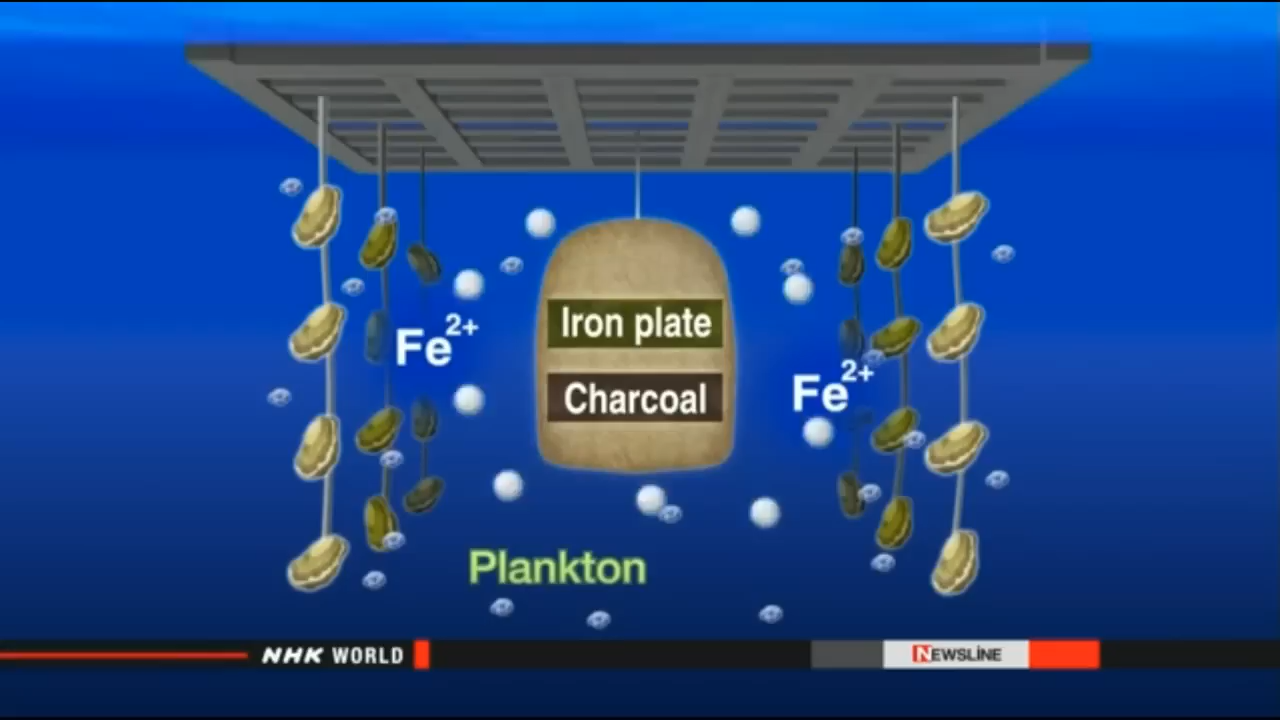 Iron plate
Fe2+
Charcoal
Fe2+
Plankton
NHK WORLD
NEWSLINE